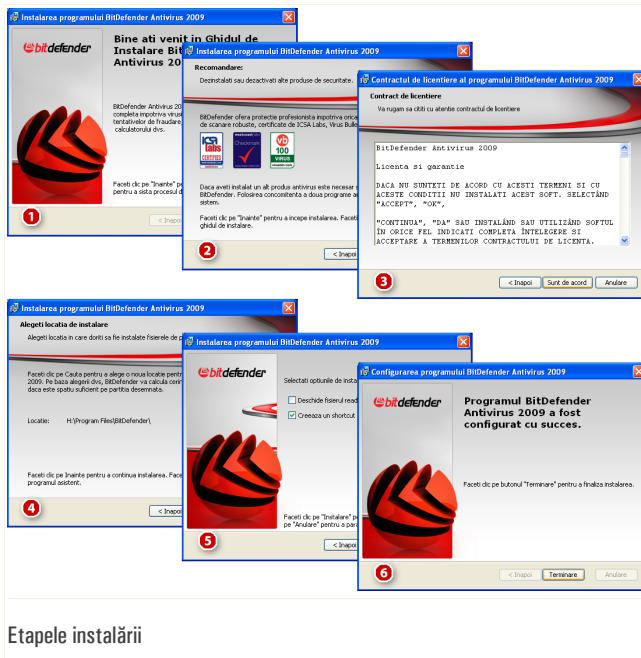 Instalarea programului BitDefender Antivirus 2009
bitdefender
Bine ati venit in Ghidul de
Instalare Bit
Antivirus 20
BitDefender Antivirus 20
completa impotriva virus
tentativelor de fraudare
calculatorului dvs.
Faceti clic pe "Inainte" pe
pentru a sista procesul d
< Inapo
1
Instalarea programului BitDefender Antivirus 2009
Recomandare:
Dezinstalati sau dezactivati alte produse de securitate.
BitDefender ofera protectie profesionista impotriva orica
de scanare robuste, certificate de ICSA Labs, Virus Bulle
ICSA
labs
CERTIFIED
Checkmark
VB
100
VIRUS
Daca aveti instalat un alt produs antivirus este necesar s
BitDefender. Folosirea concomitenta a doua programe a
sistem.
Faceti clic pe "Inainte" pentru a incepe instalarea. Faceti
ghidul de instalare.
< Inapoi
2
Contractul de licentiere al programului BitDefender Antivirus 2009
Contract de licentiere
Va rugam sa cititi cu atentie contractul de licentiere
BitDefender Antivirus 2009
Licenta si garantie
DACA NU SUNTETI DE ACORD CU ACESTI TERMENI SI CU
ACESTE CONDITII NU INSTALATI ACEST SOFT. SELECTÂND
"ACCEPT", "OK",
"CONTINUA", "DA" SAU INSTALÂND SAU UTILIZÂND SOFTUL
ÎN ORICE FEL INDICATI COMPLETA ÎNTELEGERE SI
ACCEPTARE A TERMENILOR CONTRACTULUI DE LICENTA.
< Inapoi Sunt de acord Anulare
3
Instalarea programului BitDefender Antivirus 2009
Alegeti locatia de instalare
Alegeti locatia in care doriti sa fie instalate fisierele de p
Faceti clic pe Cauta pentru a alege o noua locatie pentr
2009. Pe baza alegerii dvs, BitDefender va calcula cerin
daca este spatiu suficient pe partitia desemnata.
Locatie: H:\Program Files\BitDefender\
Faceti clic pe Inainte pentru a continua instalarea. Face
programul asistent.
< Inapoi
4
Instalarea programului BitDefender Antivirus 2009
bitdefender
Selectati optiunile de insta
Deschide fisierul read
Creeaza un shortcut
Faceti clic pe "Instalare" pe
pe "Anulare" pentru a para
< Inapoi
5
Configurarea programului BitDefender Antivirus 2009
bitdefender
Programul BitDefender
Antivirus 2009 a fost
configurat cu succes.
Faceti clic pe butonul "Terminare" pentru a finaliza instalarea.
< Inapoi Terminare Anulare
6
Etapele instalării